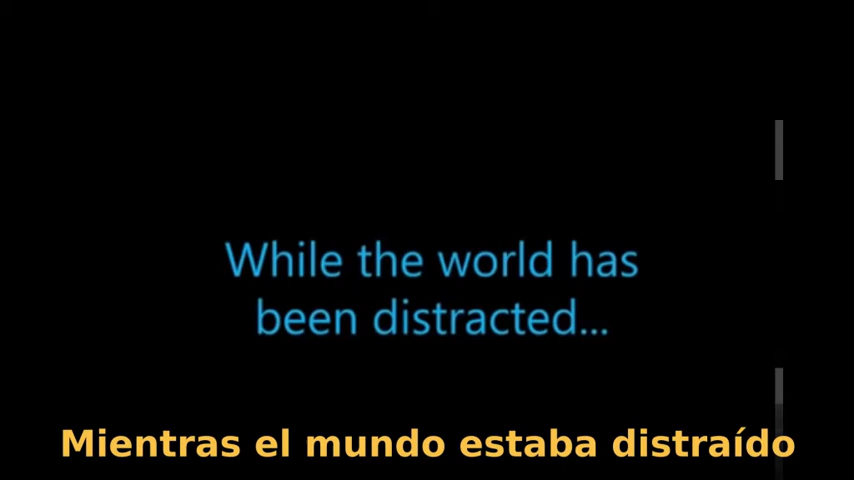 While the world has
been distracted...
Mientras el mundo estaba distraído